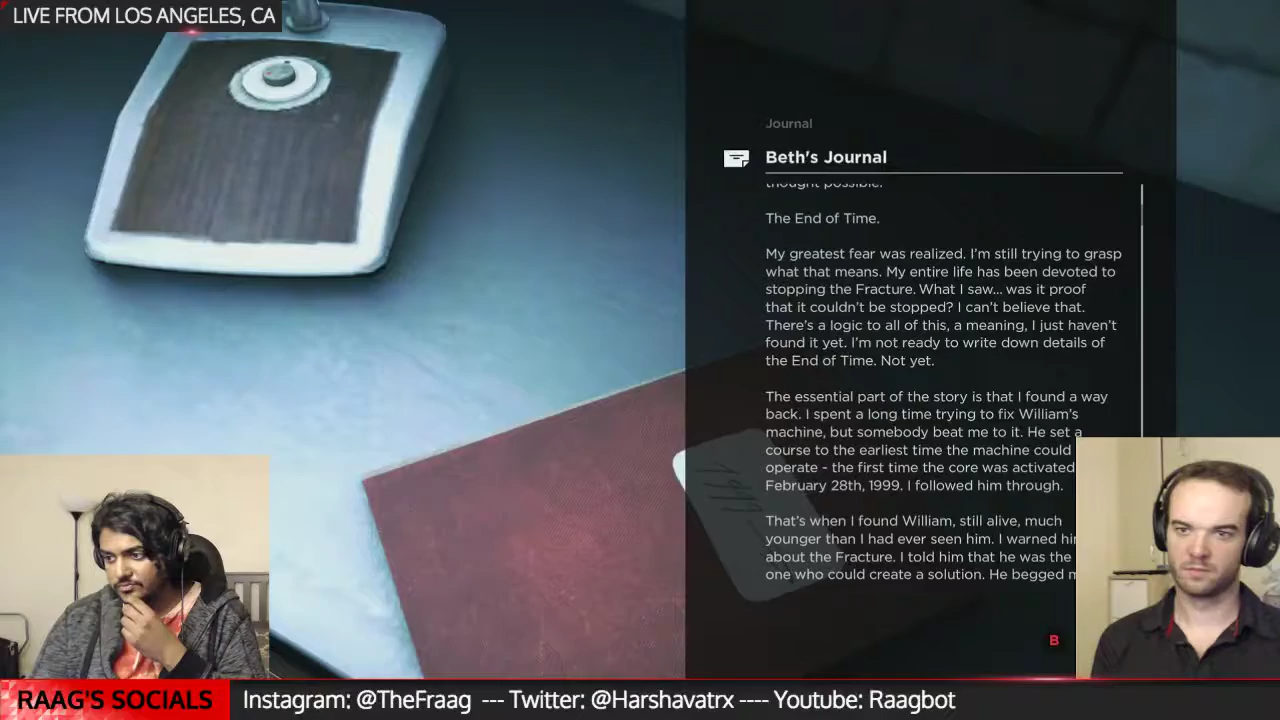 LIVE FROM LOS ANGELES, CA
Journal
Beth's Journal
thought possible.
The End of Time.
My greatest fear was realized. I'm still trying to grasp
what that means. My entire life has been devoted to
stopping the Fracture. What I saw... was it proof
that it couldn't be stopped? I can't believe that.
There's a logic to all of this, a meaning, I just haven't
found it yet. I'm not ready to write down details of
the End of Time. Not yet.
The essential part of the story is that I found a way
back. I spent a long time trying to fix William's
machine, but somebody beat me to it. He set a
course to the earliest time the machine could
operate - the first time the core was activated
February 28th, 1999. I followed him through.
That's when I found William, still alive, much
younger than I had ever seen him. I warned
about the Fracture. I told him that he was the
one who could create a solution. He begged
B
RAAG'S SOCIALS
Instagram: @TheFraag --- Twitter: @Harshavatrx ---- Youtube: Raagbot